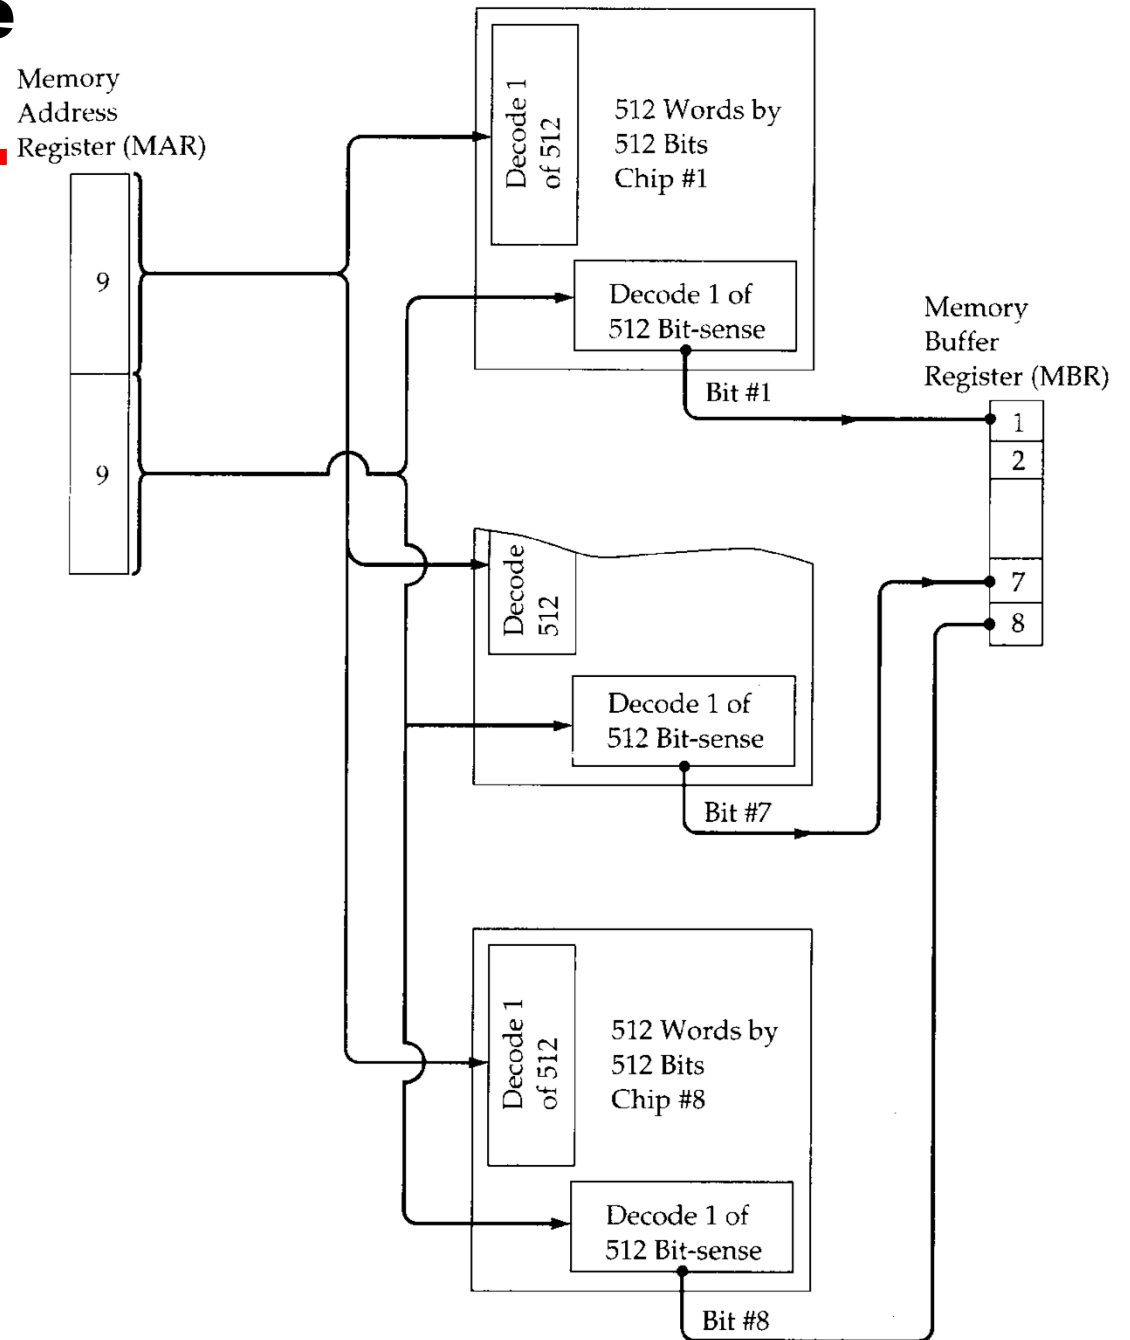 e
Memory
Address
Register (MAR)
9
9
Decode 1
of 512
512 Words by
512 Bits
Chip #1
Decode 1 of
512 Bit-sense
Bit #1
Memory
Buffer
Register (MBR)
1
2
7
8
Decode
512
Decode 1 of
512 Bit-sense
Bit #7
Decode 1
of 512
512 Words by
512 Bits
Chip #8
Decode 1 of
512 Bit-sense
Bit #8